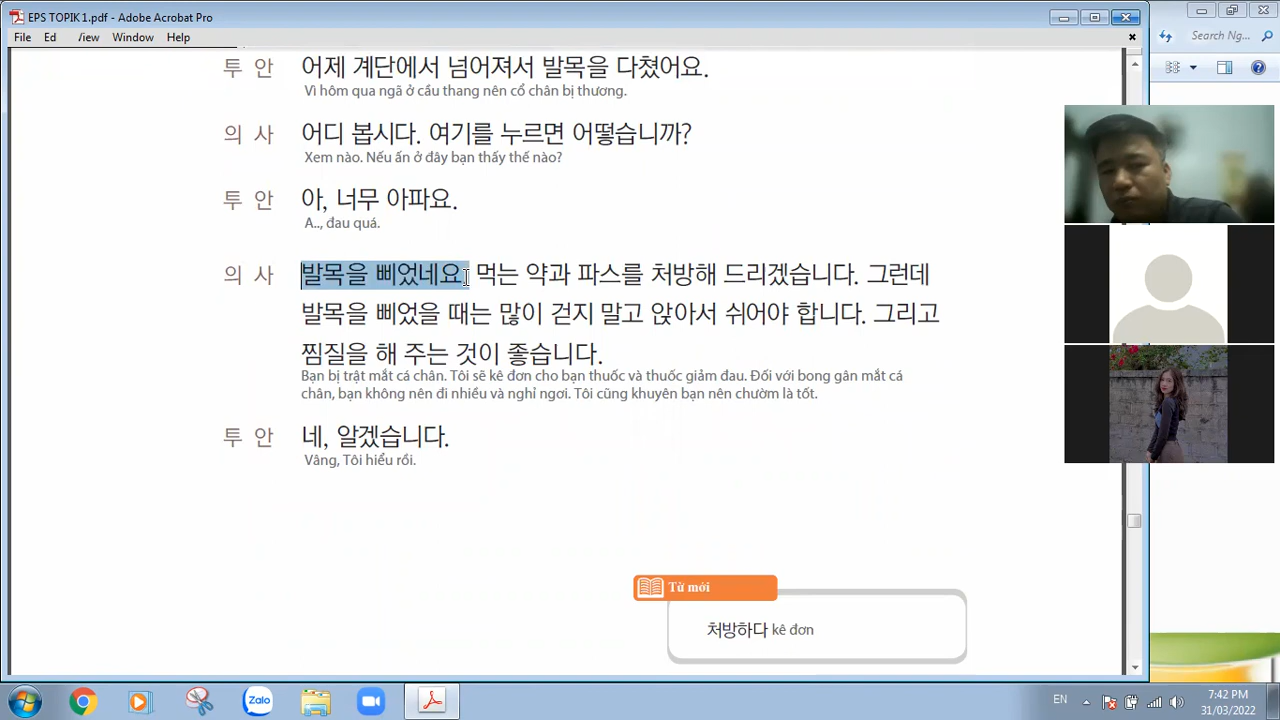 EPS TOPIK 1.pdf - Adobe Acrobat Pro
File Ed View Window Help
Search Ng...
투 안 어제 계단에서 넘어져서 발목을 다쳤어요.
Vì hôm qua ngã ở cầu thang nên cổ chân bị thương.
의 사 어디 봅시다. 여기를 누르면 어떻습니까?
Xem nào. Nếu ấn ở đây bạn thấy thế nào?
투 안 아, 너무 아파요.
A.., đau quá.
의 사 발목을 삐었네요. 먹는 약과 파스를 처방해 드리겠습니다. 그런데
발목을 삐었을 때는 많이 걷지 말고 앉아서 쉬어야 합니다. 그리고
찜질을 해 주는 것이 좋습니다.
Bạn bị trật mắt cá chân. Tôi sẽ kê đơn cho bạn thuốc và thuốc giảm đau. Đối với bong gân mắt cá
chân, bạn không nên đi nhiều và nghỉ ngơi. Tôi cũng khuyên bạn nên chườm là tốt.
투 안 네, 알겠습니다.
Vâng, Tôi hiểu rồi.
Từ mới
처방하다 kê đơn
Zalo
EN
7:42 PM
31/03/2022